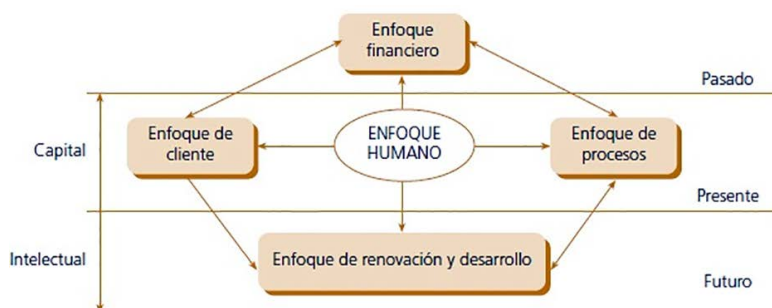 Enfoque
financiero
Pasado
Capital
Enfoque de
cliente
ENFOQUE
HUMANO
Enfoque de
procesos
Presente
Intelectual
Enfoque de renovación y desarrollo
Futuro